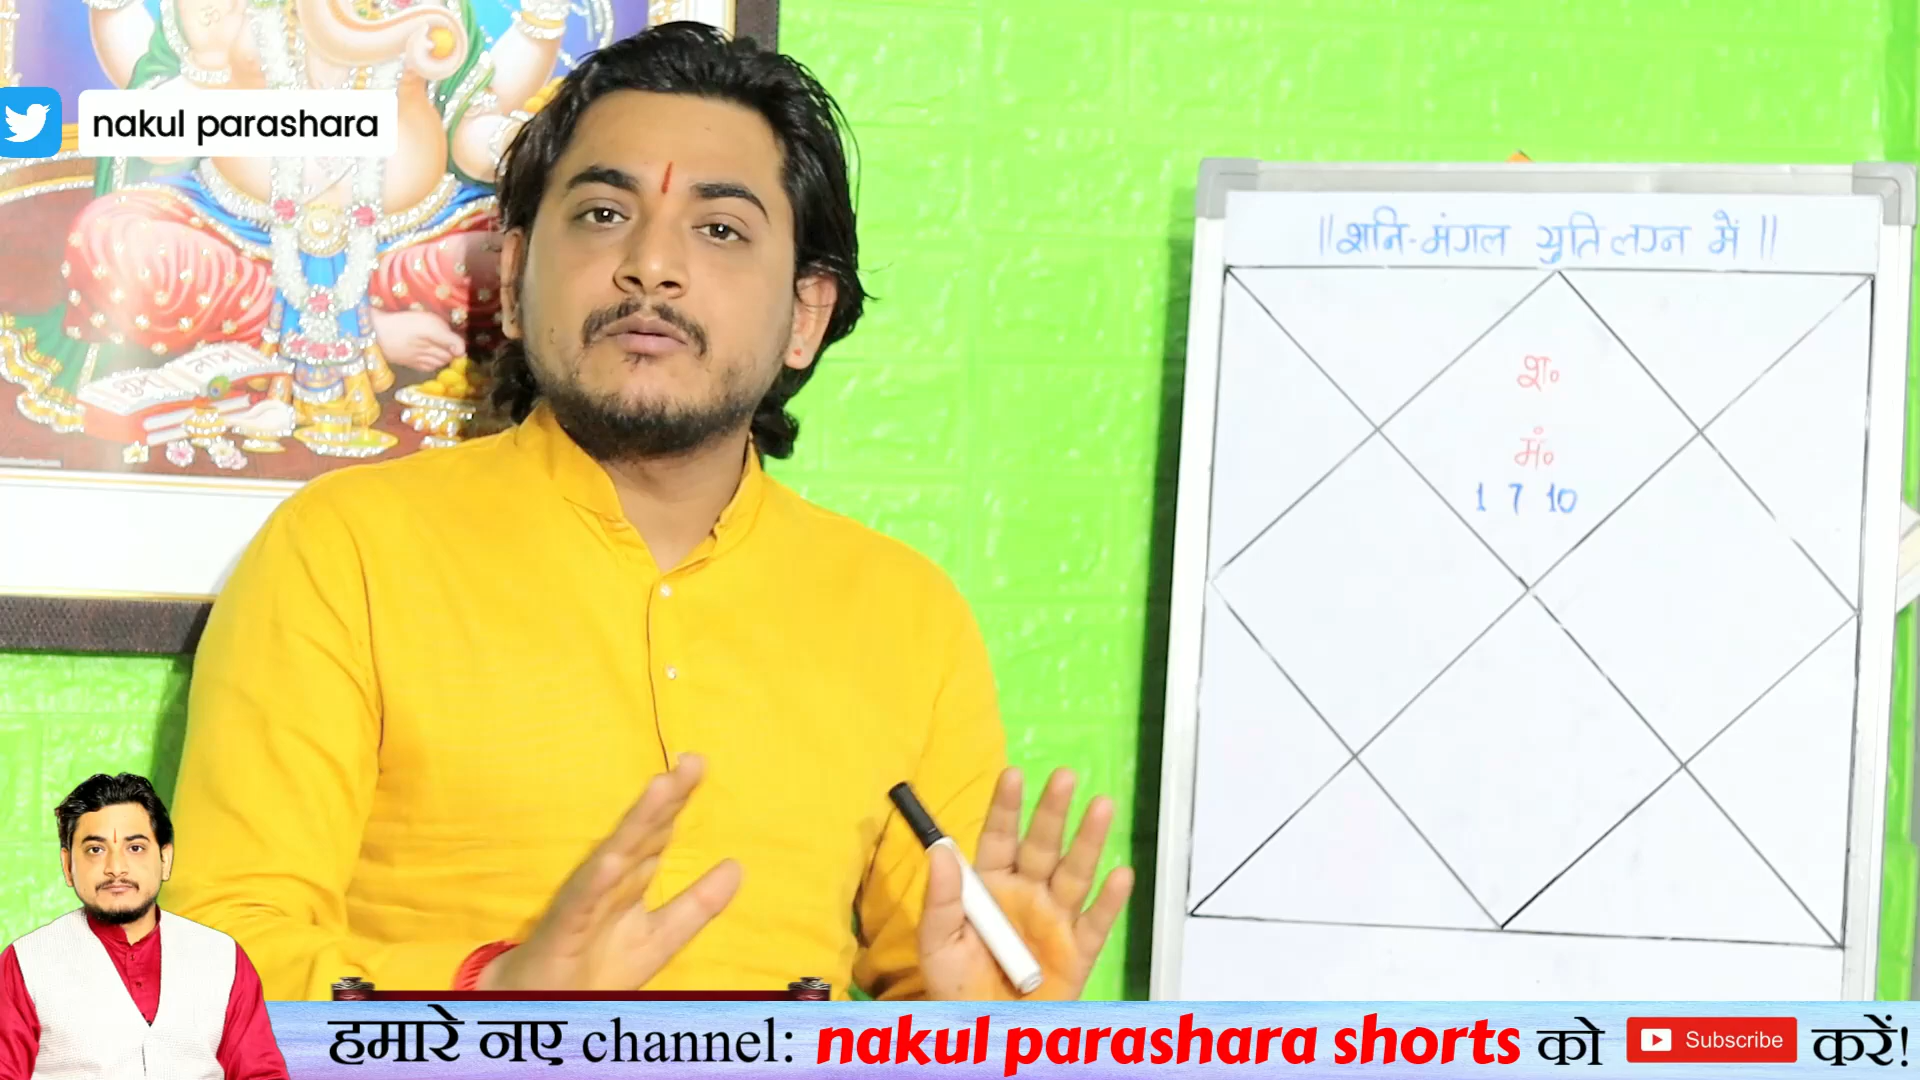 nakul parashara
||शनि-मंगल युति लग्न में||
श०
मं०
1 7 10
हमारे नए channel: nakul parashara shorts को Subscribe करें!